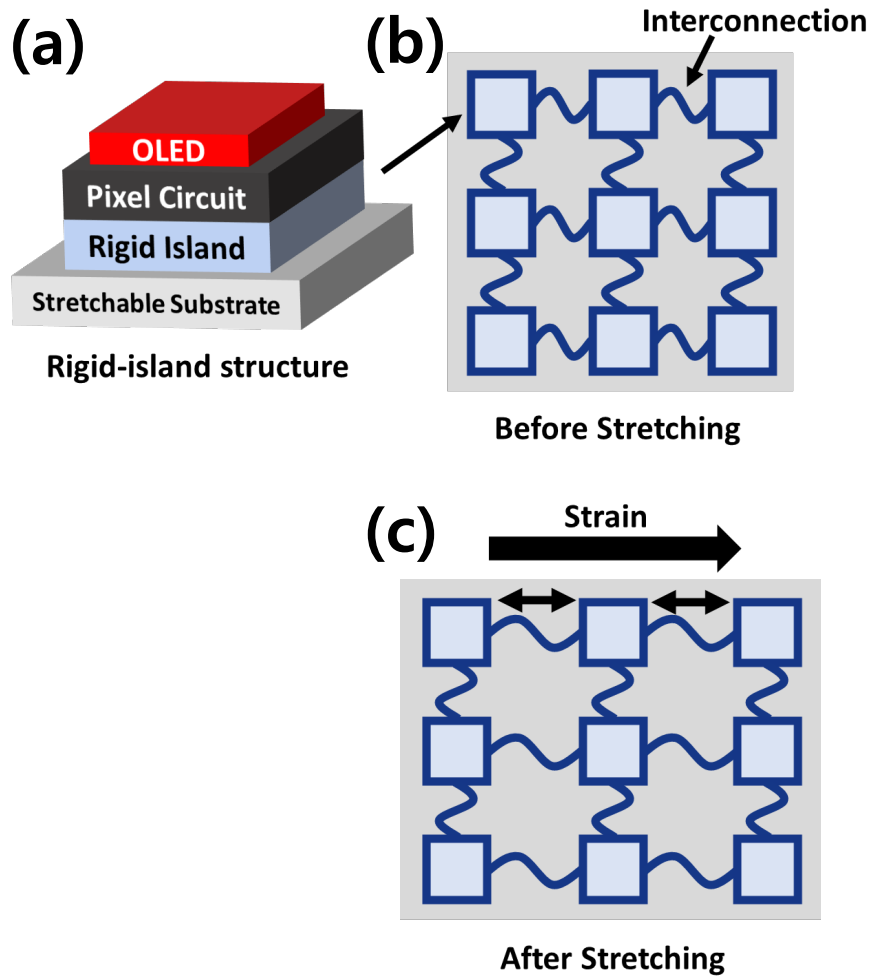 (a)
OLED
Pixel Circuit
Rigid Island
Stretchable Substrate
Rigid-island structure
(b)
Interconnection
Before Stretching
(c)
Strain
After Stretching